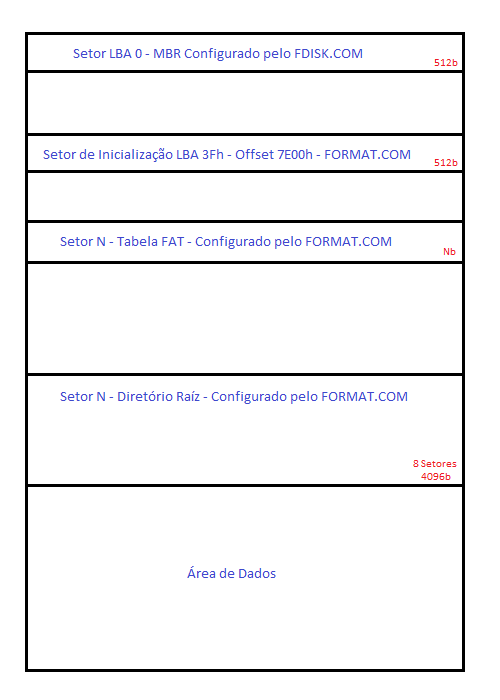 Setor LBA 0 - MBR Configurado pelo FDISK.COM
512b
Setor de Inicialização LBA 3Fh - Offset 7E00h - FORMAT.COM
512b
Setor N - Tabela FAT - Configurado pelo FORMAT.COM
Nb
Setor N - Diretório Raíz - Configurado pelo FORMAT.COM
8 Setores
4096b
Área de Dados